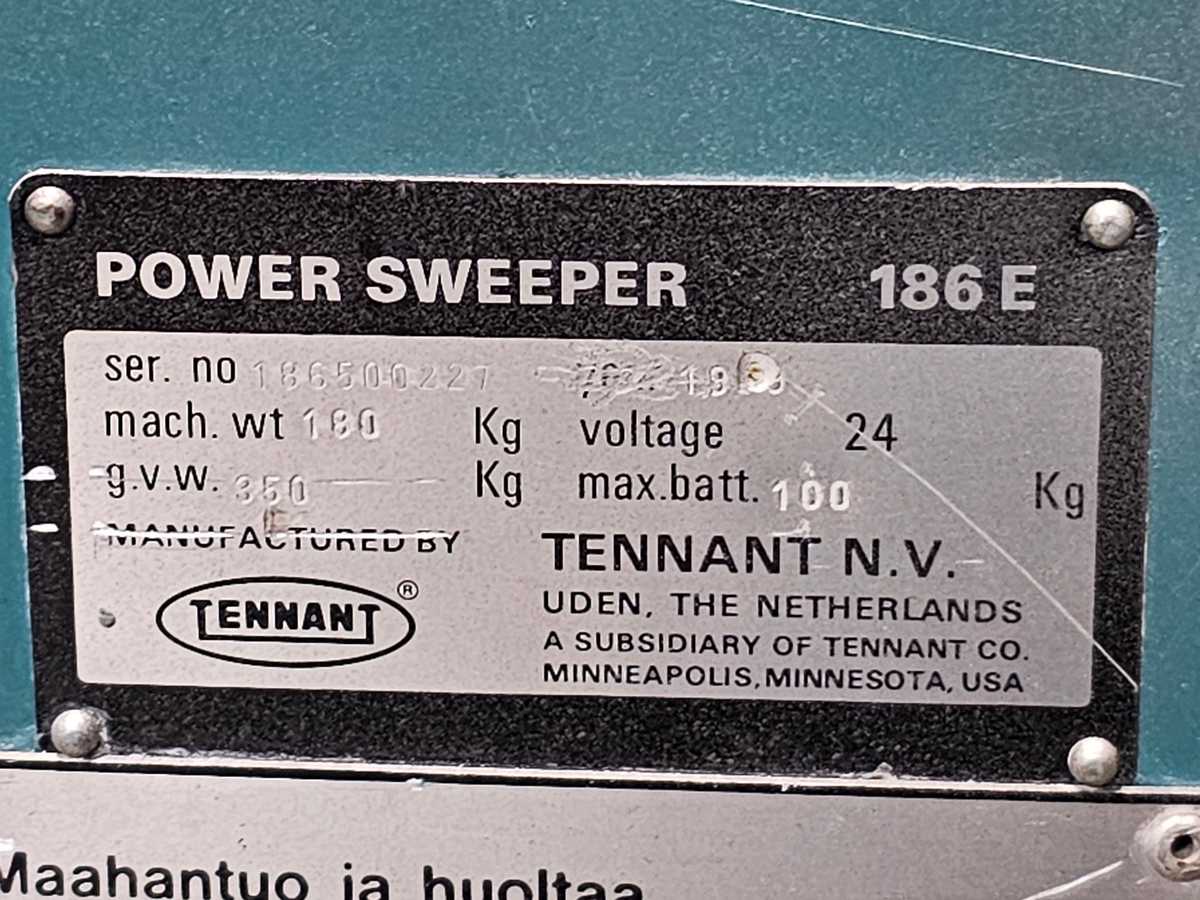 POWER SWEEPER 186 E
ser. no 186500227
mach. wt 180 Kg voltage 24
g.v.w. 350 Kg max.batt. 100 Kg
MANUFACTURED BY
TENNANT ®
TENNANT N.V.
UDEN, THE NETHERLANDS
A SUBSIDIARY OF TENNANT CO.
MINNEAPOLIS, MINNESOTA, USA
Maahantuo ja huoltaa